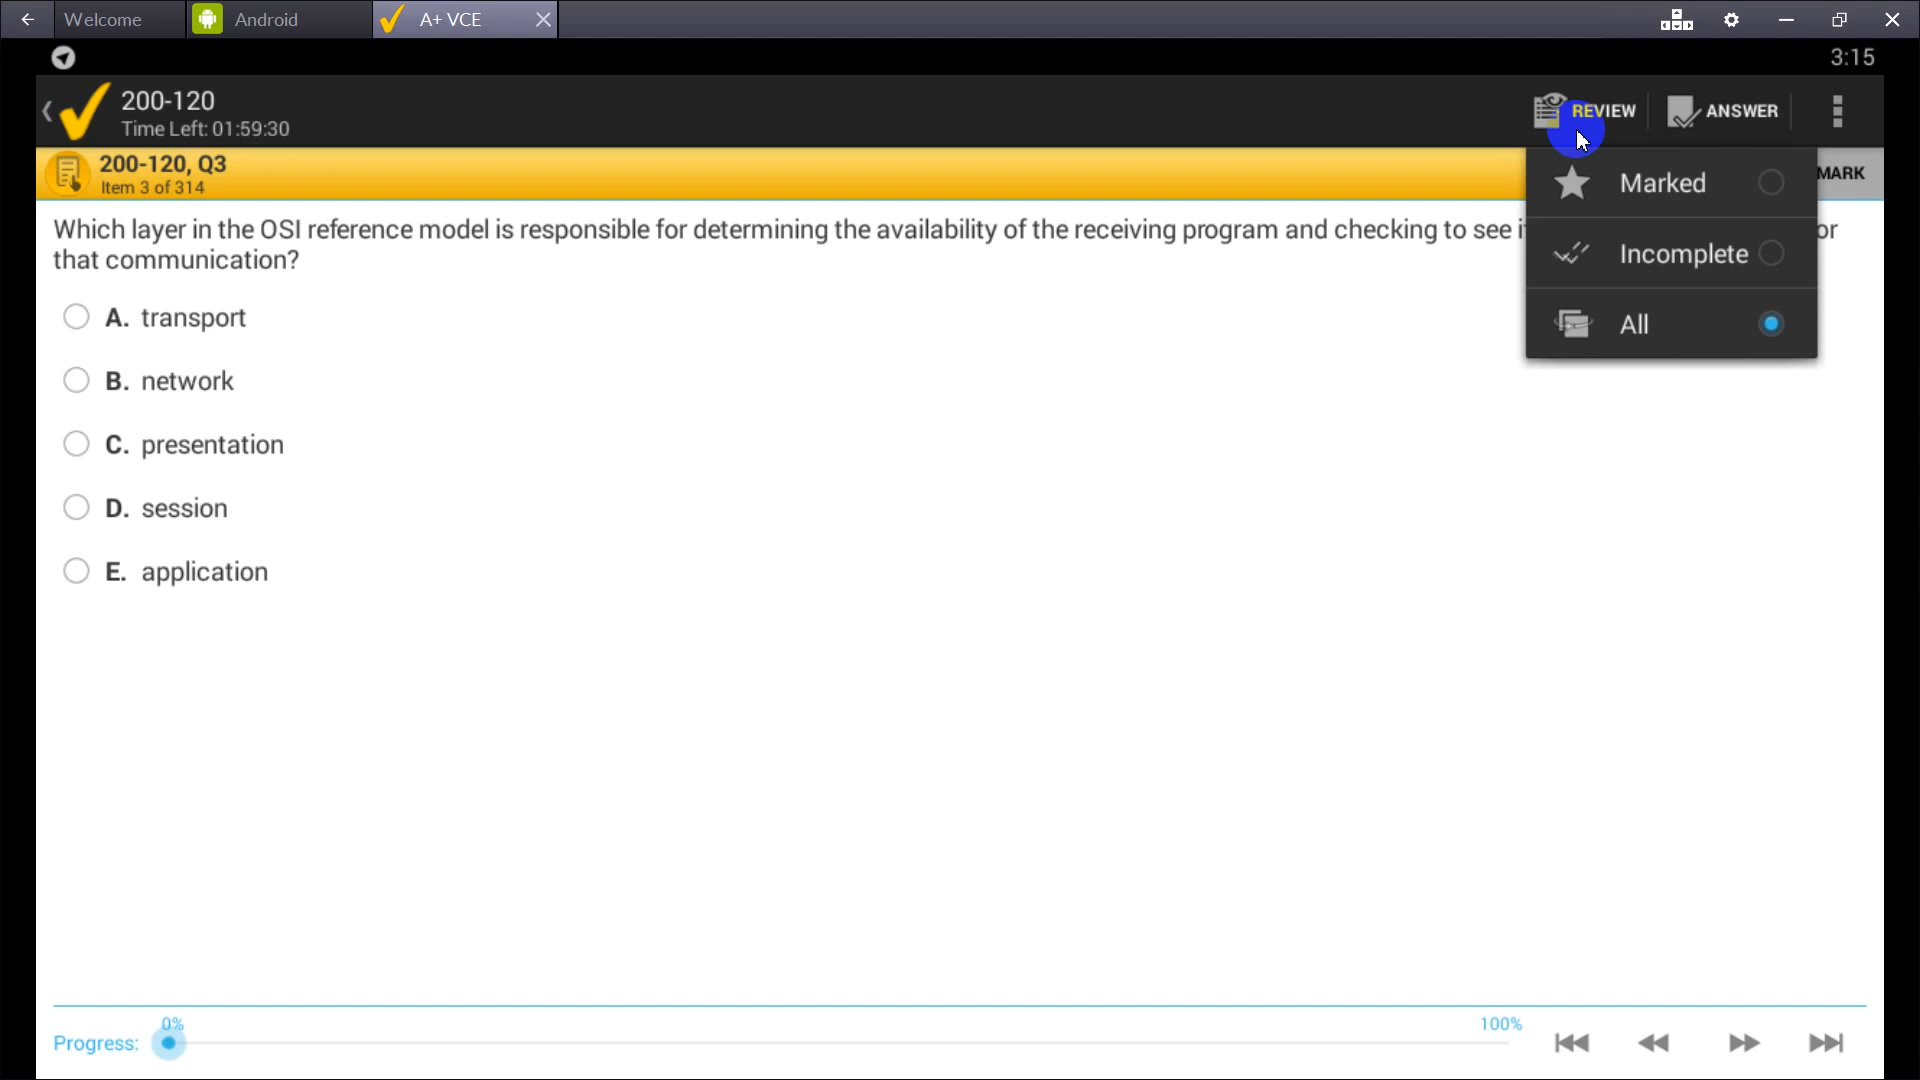 Welcome
Android
A+ VCE
3:15
200-120
Time Left: 01:59:30
REVIEW
ANSWER
200-120, Q3
Item 3 of 314
MARK
Marked
Incomplete
All
Which layer in the OSI reference model is responsible for determining the availability of the receiving program and checking to see
that communication?
A. transport
B. network
C. presentation
D. session
E. application
0%
100%
Progress: